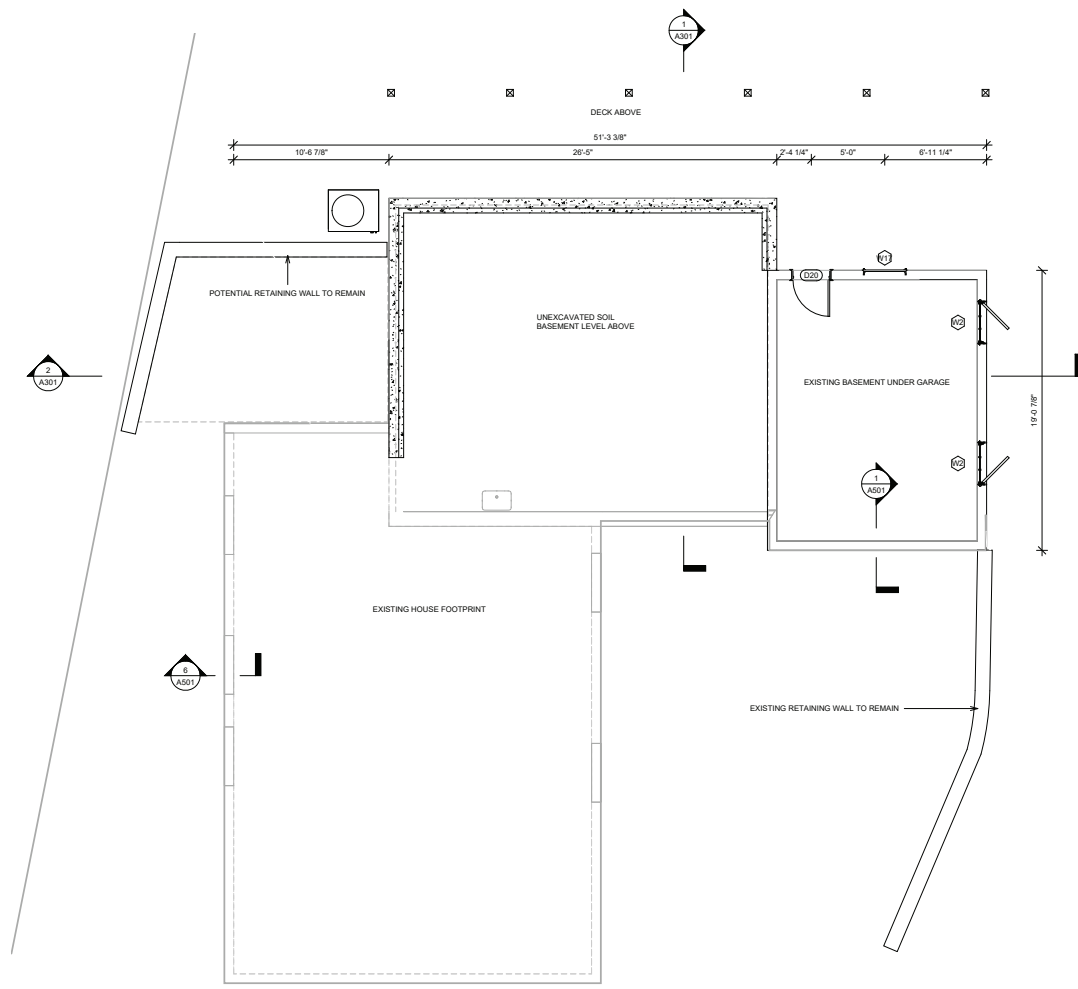 1
A301
DECK ABOVE
51'-3 3/8"
10'-6 7/8"
26'-5"
2'-4 1/4"
5'-0"
6'-11 1/4"
W17
D20
POTENTIAL RETAINING WALL TO REMAIN
UNEXCAVATED SOIL
BASEMENT LEVEL ABOVE
W2
2
A301
EXISTING BASEMENT UNDER GARAGE
19'-0 7/8"
W2
1
A501
EXISTING HOUSE FOOTPRINT
6
A501
EXISTING RETAINING WALL TO REMAIN